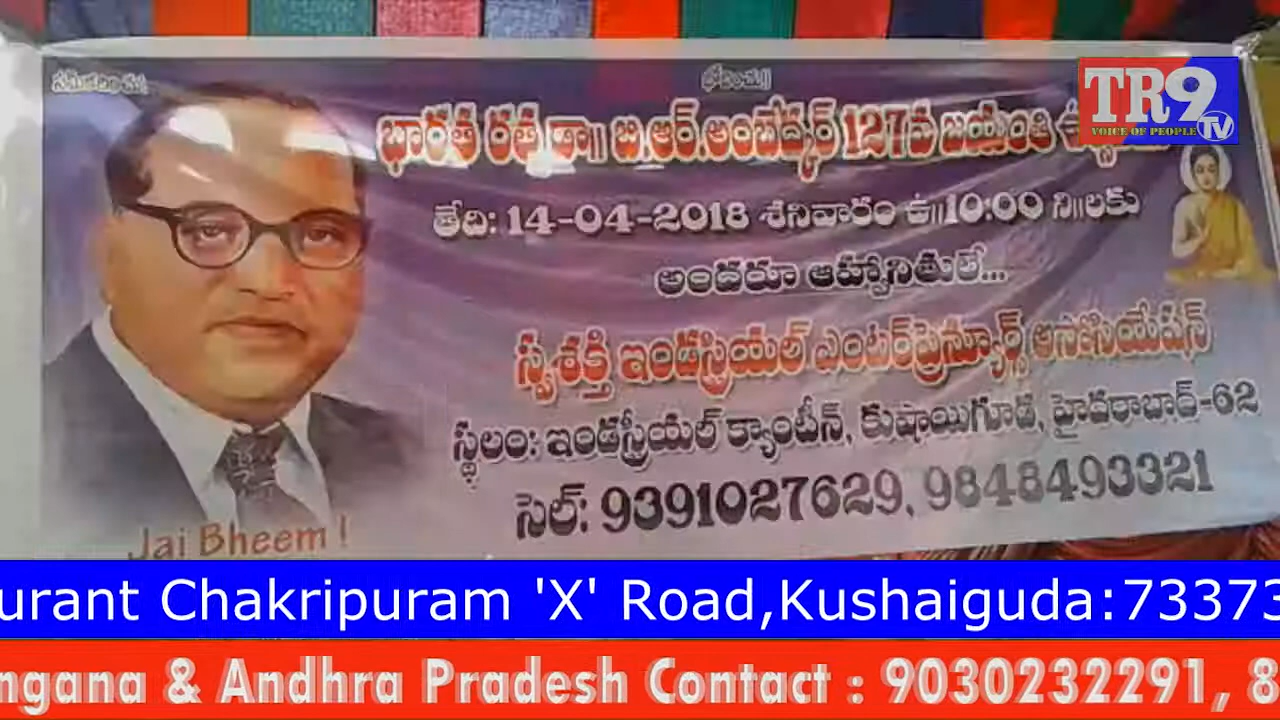 సమీకరించు!
బోధించు!!
భారత రత్న డా॥ బి.ఆర్.అంబేద్కర్ 127వ జయంతి
తేది: 14-04-2018 శనివారం ఉ॥10:00 ని॥లకు
అందరూ ఆహ్వానితులే...
స్వశక్తి ఇండస్ట్రియల్ ఎంటర్‌ప్రెన్యూర్స్ అసోసియేషన్
స్థలం: ఇండస్ట్రీయల్ క్యాంటీన్, కుషాయిగూడ, హైదరాబాద్-62
సెల్: 9391027629, 9848493321
Jai Bheem !
TR9
VOICE OF PEOPLE
TV
urant Chakripuram 'X' Road,Kushaiguda:73373
ngana & Andhra Pradesh Contact : 9030232291, 8